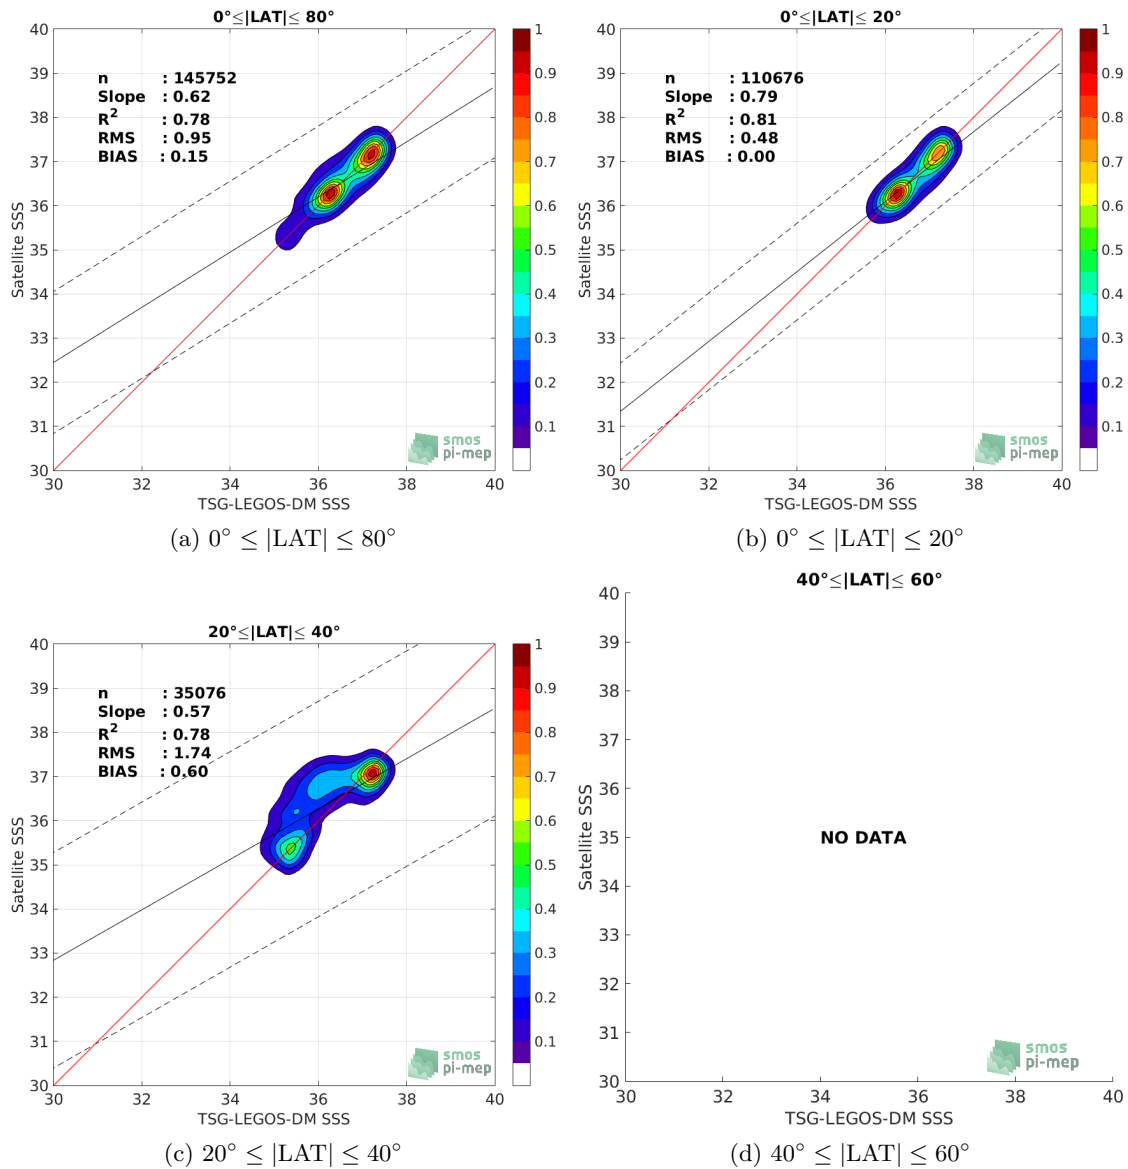 0°≤|LAT|≤ 80°
n : 145752
Slope : 0.62
R² : 0.78
RMS : 0.95
BIAS : 0.15
40
39
38
37
36
35
34
33
32
31
30
Satellite SSS
30 32 34 36 38 40
TSG-LEGOS-DM SSS
1
0.9
0.8
0.7
0.6
0.5
0.4
0.3
0.2
0.1
smos
pi-mep
(a) 0° ≤ |LAT| ≤ 80°
0°≤|LAT|≤ 20°
n : 110676
Slope : 0.79
R² : 0.81
RMS : 0.48
BIAS : 0.00
40
39
38
37
36
35
34
33
32
31
30
Satellite SSS
30 32 34 36 38 40
TSG-LEGOS-DM SSS
1
0.9
0.8
0.7
0.6
0.5
0.4
0.3
0.2
0.1
smos
pi-mep
(b) 0° ≤ |LAT| ≤ 20°
20°≤|LAT|≤ 40°
n : 35076
Slope : 0.57
R² : 0.78
RMS : 1.74
BIAS : 0.60
40
39
38
37
36
35
34
33
32
31
30
Satellite SSS
30 32 34 36 38 40
TSG-LEGOS-DM SSS
1
0.9
0.8
0.7
0.6
0.5
0.4
0.3
0.2
0.1
smos
pi-mep
(c) 20° ≤ |LAT| ≤ 40°
40°≤|LAT|≤ 60°
40
39
38
37
36
35
34
33
32
31
30
Satellite SSS
NO DATA
30 32 34 36 38 40
TSG-LEGOS-DM SSS
smos
pi-mep
(d) 40° ≤ |LAT| ≤ 60°